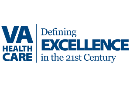 VA
HEALTH
CARE
Defining
EXCELLENCE
in the 21st Century